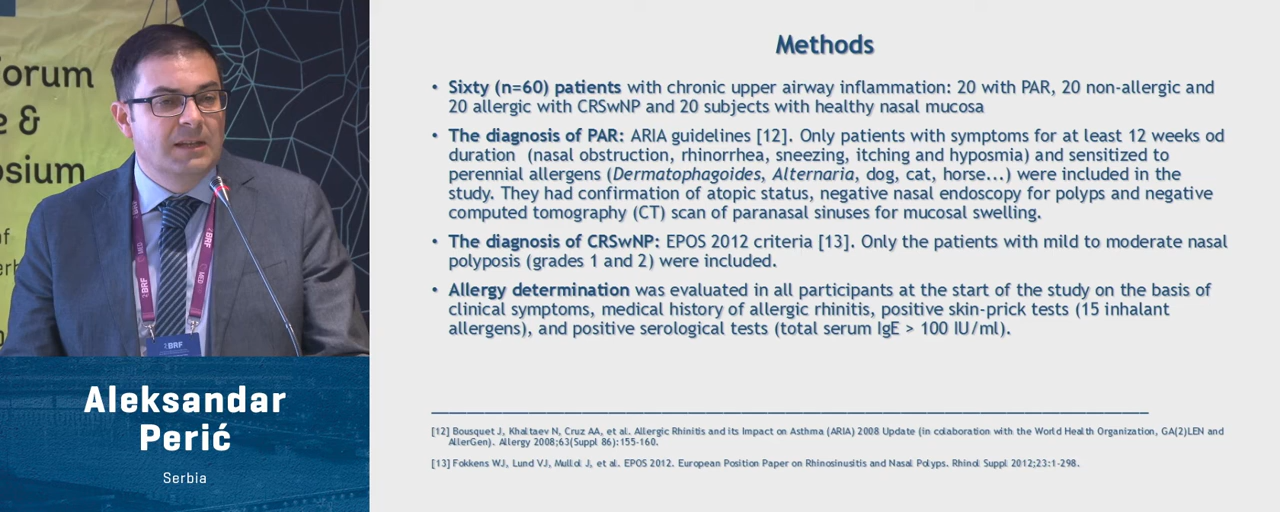 Forum
e &
osium
of
BRF
BRF
MED
BRF
MED
BRF
Aleksandar
Perić
Serbia
Methods
• Sixty (n=60) patients with chronic upper airway inflammation: 20 with PAR, 20 non-allergic and
20 allergic with CRSwNP and 20 subjects with healthy nasal mucosa
• The diagnosis of PAR: ARIA guidelines [12]. Only patients with symptoms for at least 12 weeks od
duration (nasal obstruction, rhinorrhea, sneezing, itching and hyposmia) and sensitized to
perennial allergens (Dermatophagoides, Alternaria, dog, cat, horse...) were included in the
study. They had confirmation of atopic status, negative nasal endoscopy for polyps and negative
computed tomography (CT) scan of paranasal sinuses for mucosal swelling.
• The diagnosis of CRSwNP: EPOS 2012 criteria [13]. Only the patients with mild to moderate nasal
polyposis (grades 1 and 2) were included.
• Allergy determination was evaluated in all participants at the start of the study on the basis of
clinical symptoms, medical history of allergic rhinitis, positive skin-prick tests (15 inhalant
allergens), and positive serological tests (total serum IgE > 100 IU/ml).
[12] Bousquet J, Khaltaev N, Cruz AA, et al. Allergic Rhinitis and its Impact on Asthma (ARIA) 2008 Update (in colaboration with the World Health Organization, GA(2)LEN and
AllerGen). Allergy 2008;63(Suppl 86):155-160.
[13] Fokkens WJ, Lund VJ, Mullol J, et al. EPOS 2012. European Position Paper on Rhinosinusitis and Nasal Polyps. Rhinol Suppl 2012;23:1-298.